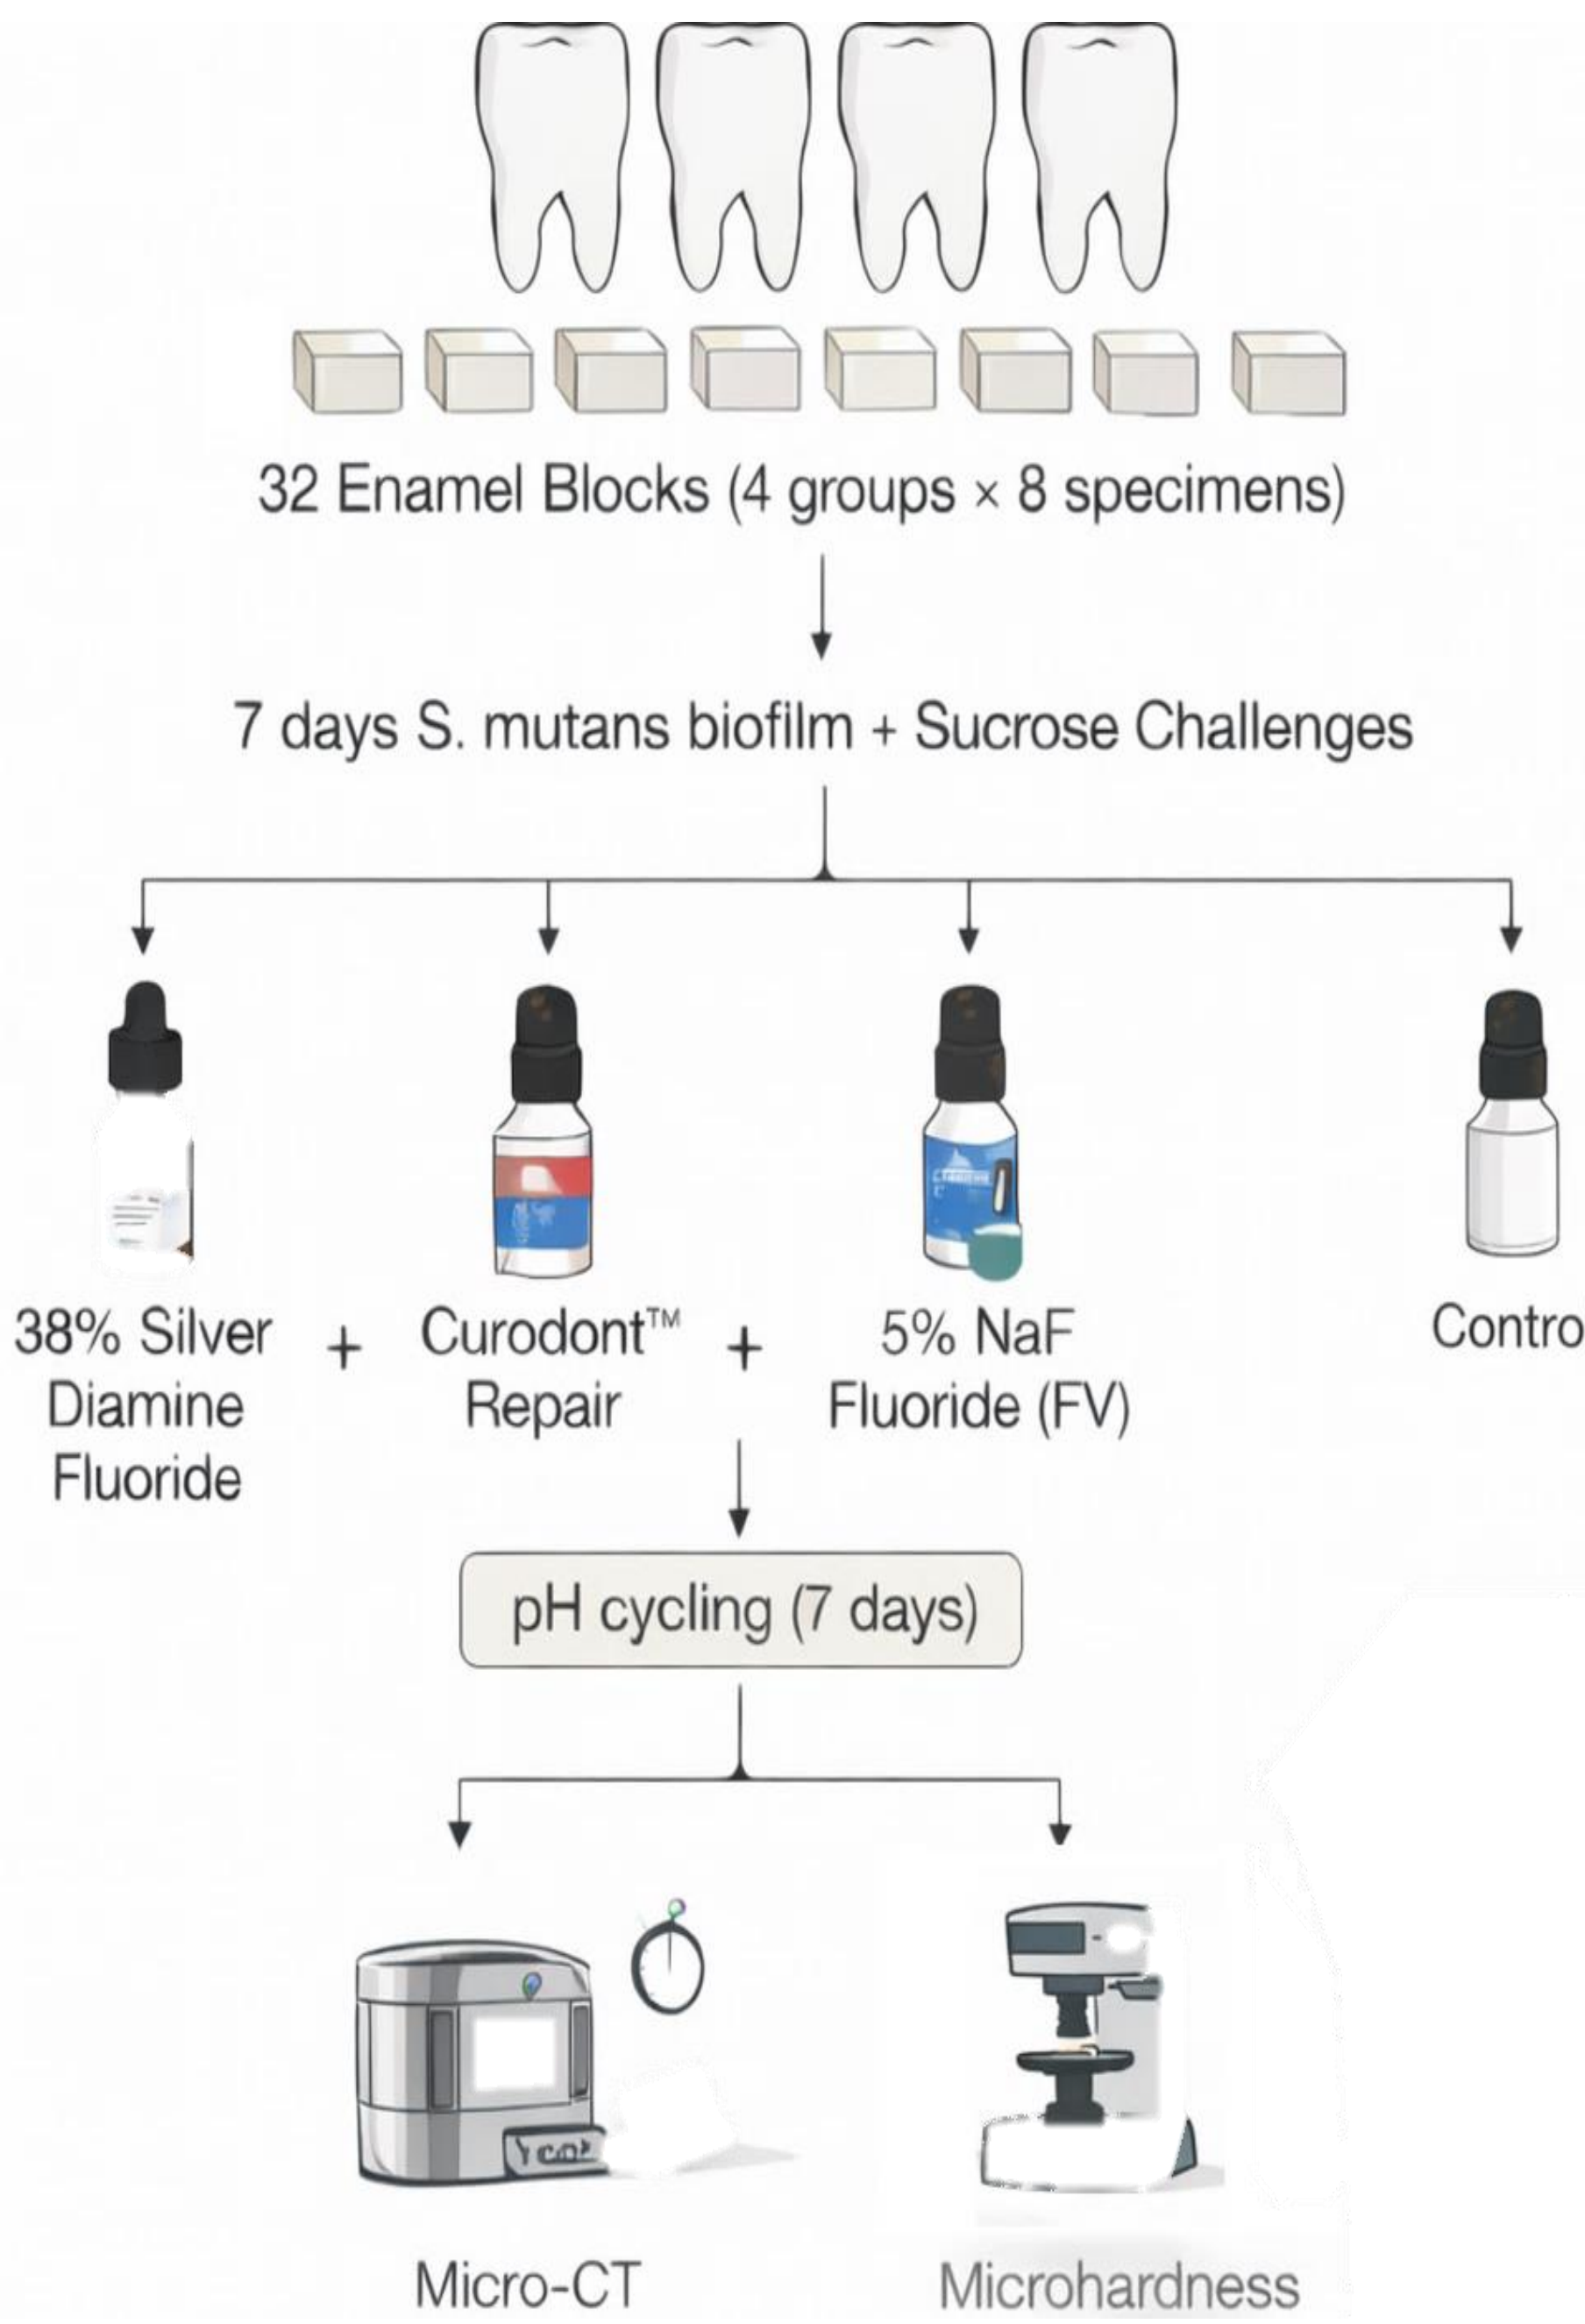 32 Enamel Blocks (4 groups × 8 specimens)
7 days S. mutans biofilm + Sucrose Challenges
38% Silver
Diamine
Fluoride
+
Curodont™
Repair
+
5% NaF
Fluoride (FV)
Contro
pH cycling (7 days)
Micro-CT
Microhardness